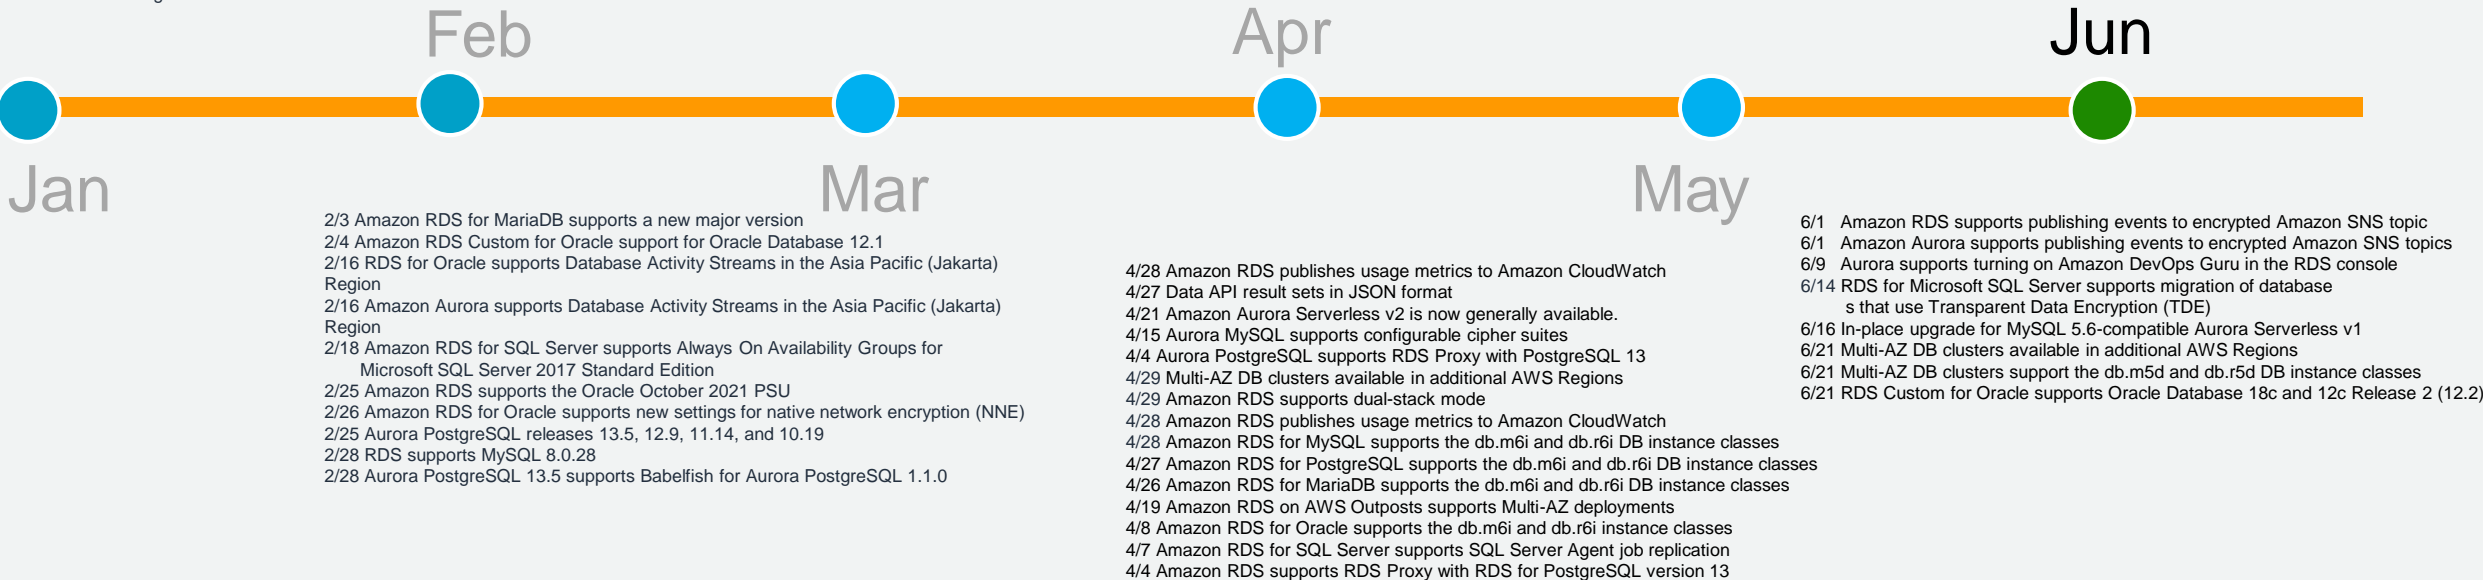 Feb
Apr
Jun
Jan
Mar
May
2/3 Amazon RDS for MariaDB supports a new major version
2/4 Amazon RDS Custom for Oracle support for Oracle Database 12.1
2/16 RDS for Oracle supports Database Activity Streams in the Asia Pacific (Jakarta)
Region
2/16 Amazon Aurora supports Database Activity Streams in the Asia Pacific (Jakarta)
Region
2/18 Amazon RDS for SQL Server supports Always On Availability Groups for
Microsoft SQL Server 2017 Standard Edition
2/25 Amazon RDS supports the Oracle October 2021 PSU
2/26 Amazon RDS for Oracle supports new settings for native network encryption (NNE)
2/25 Aurora PostgreSQL releases 13.5, 12.9, 11.14, and 10.19
2/28 RDS supports MySQL 8.0.28
2/28 Aurora PostgreSQL 13.5 supports Babelfish for Aurora PostgreSQL 1.1.0
4/28 Amazon RDS publishes usage metrics to Amazon CloudWatch
4/27 Data API result sets in JSON format
4/21 Amazon Aurora Serverless v2 is now generally available.
4/15 Aurora MySQL supports configurable cipher suites
4/4 Aurora PostgreSQL supports RDS Proxy with PostgreSQL 13
4/29 Multi-AZ DB clusters available in additional AWS Regions
4/29 Amazon RDS supports dual-stack mode
4/28 Amazon RDS publishes usage metrics to Amazon CloudWatch
4/28 Amazon RDS for MySQL supports the db.m6i and db.r6i DB instance classes
4/27 Amazon RDS for PostgreSQL supports the db.m6i and db.r6i DB instance classes
4/26 Amazon RDS for MariaDB supports the db.m6i and db.r6i DB instance classes
4/19 Amazon RDS on AWS Outposts supports Multi-AZ deployments
4/8 Amazon RDS for Oracle supports the db.m6i and db.r6i instance classes
4/7 Amazon RDS for SQL Server supports SQL Server Agent job replication
4/4 Amazon RDS supports RDS Proxy with RDS for PostgreSQL version 13
6/1 Amazon RDS supports publishing events to encrypted Amazon SNS topic
6/1 Amazon Aurora supports publishing events to encrypted Amazon SNS topics
6/9 Aurora supports turning on Amazon DevOps Guru in the RDS console
6/14 RDS for Microsoft SQL Server supports migration of database
s that use Transparent Data Encryption (TDE)
6/16 In-place upgrade for MySQL 5.6-compatible Aurora Serverless v1
6/21 Multi-AZ DB clusters available in additional AWS Regions
6/21 Multi-AZ DB clusters support the db.m5d and db.r5d DB instance classes
6/21 RDS Custom for Oracle supports Oracle Database 18c and 12c Release 2 (12.2)